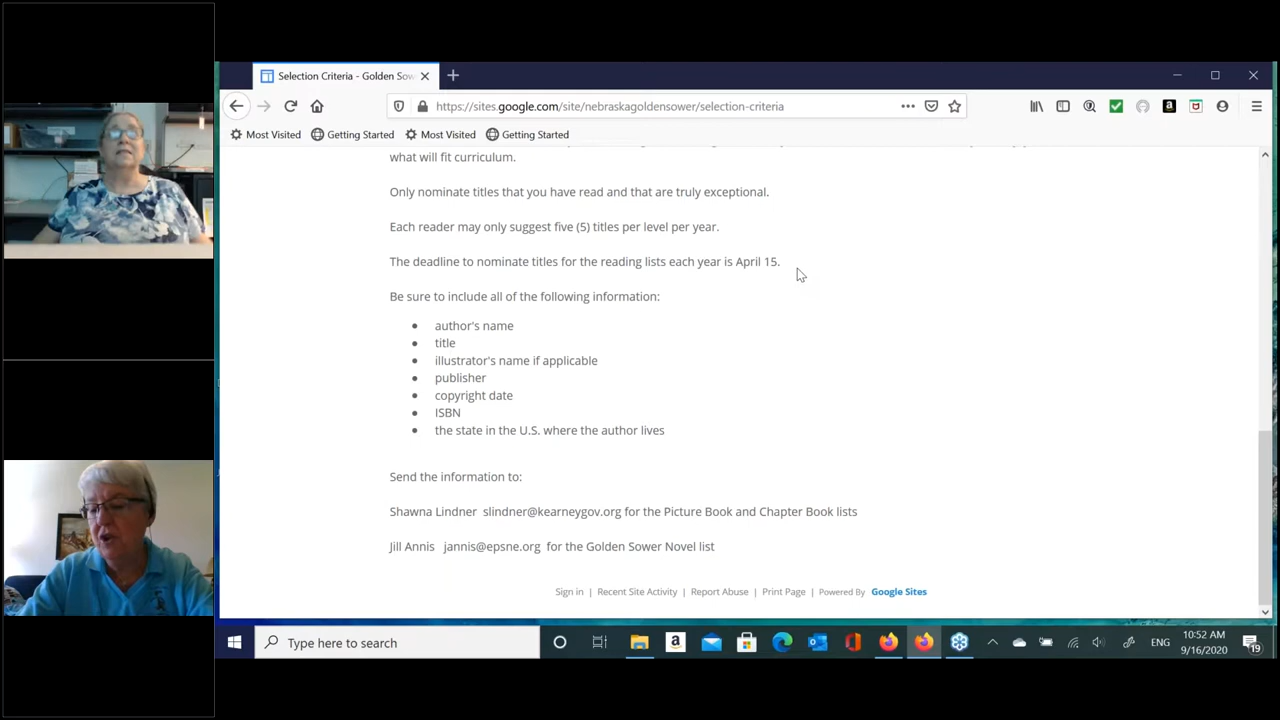 Selection Criteria - Golden Sow
https://sites.google.com/site/nebraskagoldensower/selection-criteria
Most Visited Getting Started Most Visited Getting Started
what will fit curriculum.
Only nominate titles that you have read and that are truly exceptional.
Each reader may only suggest five (5) titles per level per year.
The deadline to nominate titles for the reading lists each year is April 15.
Be sure to include all of the following information:
author's name
title
illustrator's name if applicable
publisher
copyright date
ISBN
the state in the U.S. where the author lives
Send the information to:
Shawna Lindner slindner@kearneygov.org for the Picture Book and Chapter Book lists
Jill Annis jannis@epsne.org for the Golden Sower Novel list
Sign in | Recent Site Activity | Report Abuse | Print Page | Powered By Google Sites
Type here to search
ENG
10:52 AM
9/16/2020
19